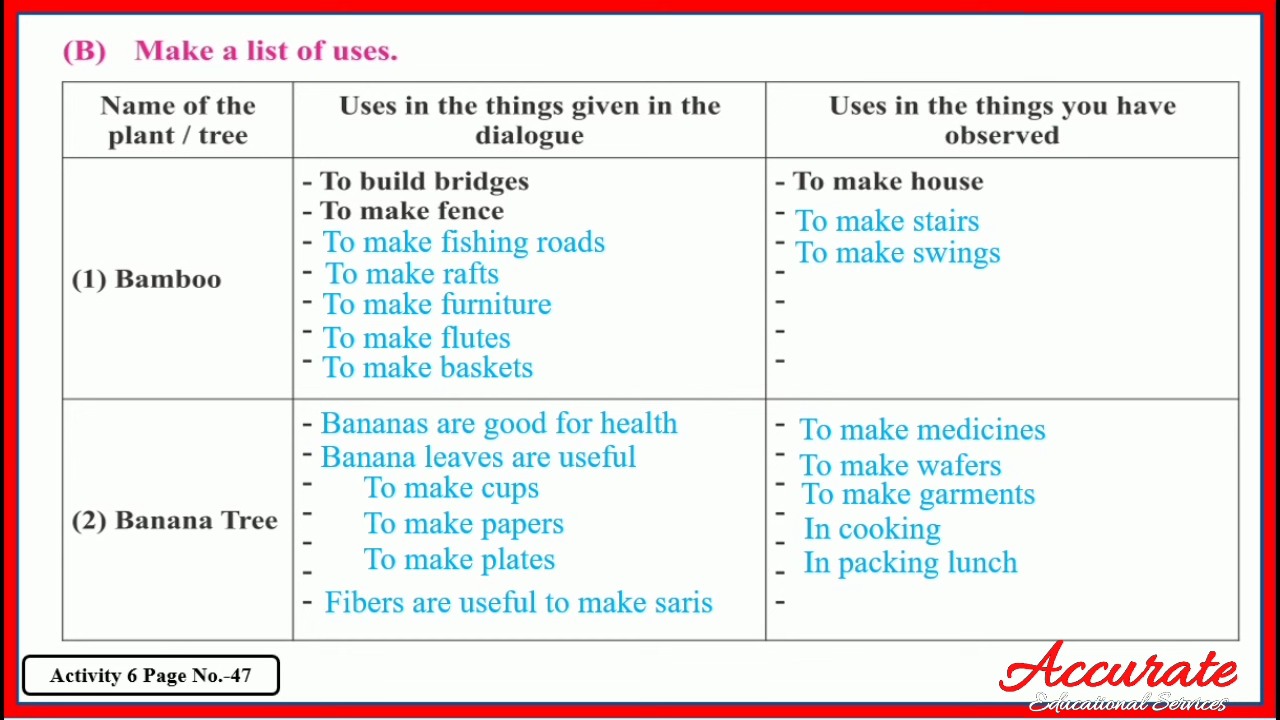 (B) Make a list of uses.
Name of the plant / tree
Uses in the things given in the dialogue
Uses in the things you have observed
(1) Bamboo
- To build bridges
- To make fence
- To make fishing roads
- To make rafts
- To make furniture
- To make flutes
- To make baskets
- To make house
- To make stairs
- To make swings
-
-
-
-
(2) Banana Tree
- Bananas are good for health
- Banana leaves are useful
- To make cups
- To make papers
- To make plates
-
- Fibers are useful to make saris
- To make medicines
- To make wafers
- To make garments
- In cooking
- In packing lunch
-
-
Activity 6 Page No.-47
Accurate
Educational Services